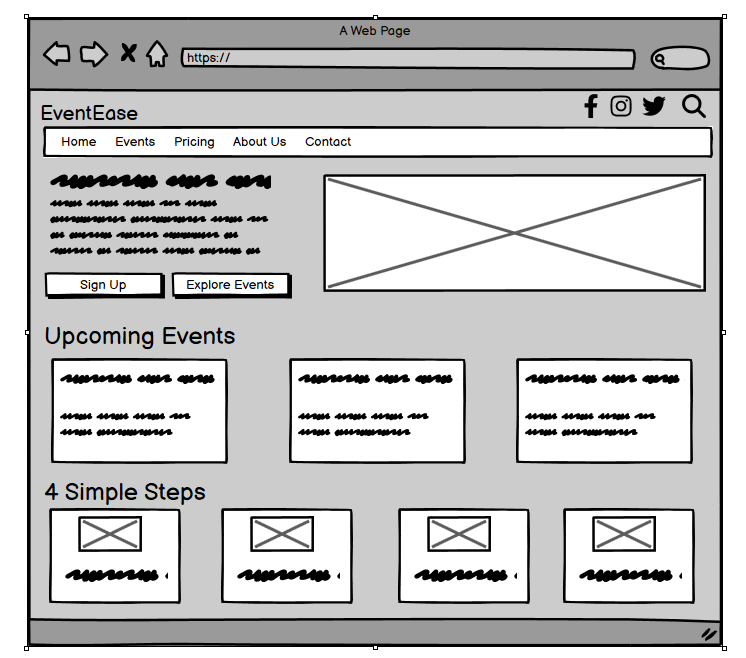 A Web Page
https://
EventEase
Home Events Pricing About Us Contact
Sign Up Explore Events
Upcoming Events
4 Simple Steps